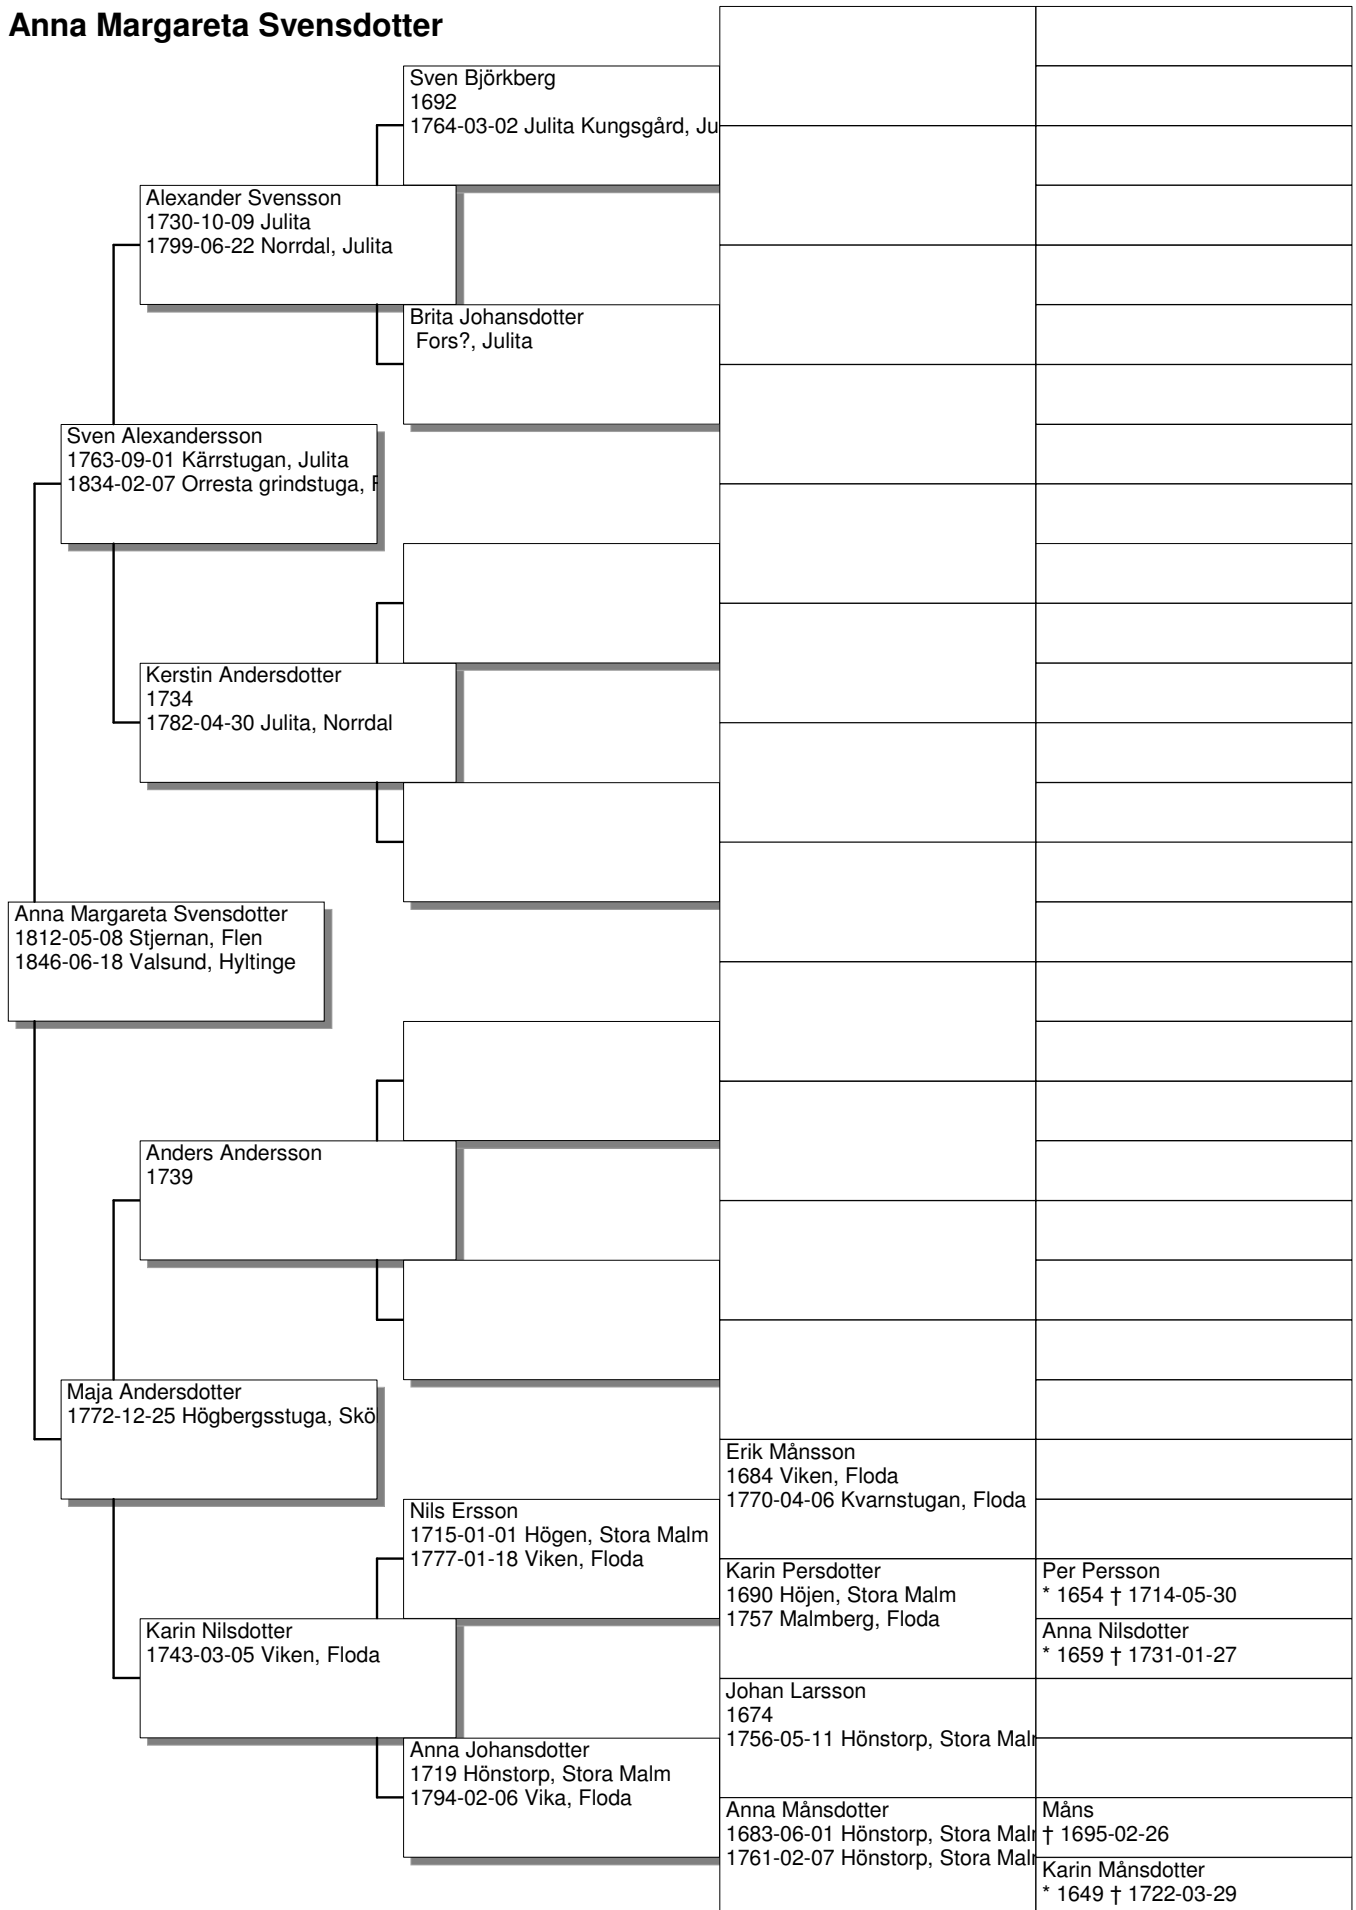 Anna Margareta Svensdotter
Sven Björkberg
1692
1764-03-02 Julita Kungsgård, Ju
Alexander Svensson
1730-10-09 Julita
1799-06-22 Norrdal, Julita
Brita Johansdotter
Fors?, Julita
Sven Alexandersson
1763-09-01 Kärrstugan, Julita
1834-02-07 Orresta grindstuga, F
Kerstin Andersdotter
1734
1782-04-30 Julita, Norrdal
Anna Margareta Svensdotter
1812-05-08 Stjernan, Flen
1846-06-18 Valsund, Hyltinge
Anders Andersson
1739
Maja Andersdotter
1772-12-25 Högbergsstuga, Skö
Erik Månsson
1684 Viken, Floda
1770-04-06 Kvarnstugan, Floda
Nils Ersson
1715-01-01 Högen, Stora Malm
1777-01-18 Viken, Floda
Karin Persdotter
1690 Höjen, Stora Malm
1757 Malmberg, Floda
Per Persson
* 1654 † 1714-05-30
Anna Nilsdotter
* 1659 † 1731-01-27
Karin Nilsdotter
1743-03-05 Viken, Floda
Johan Larsson
1674
1756-05-11 Hönstorp, Stora Malm
Anna Johansdotter
1719 Hönstorp, Stora Malm
1794-02-06 Vika, Floda
Anna Månsdotter
1683-06-01 Hönstorp, Stora Malm
1761-02-07 Hönstorp, Stora Malm
Måns
† 1695-02-26
Karin Månsdotter
* 1649 † 1722-03-29